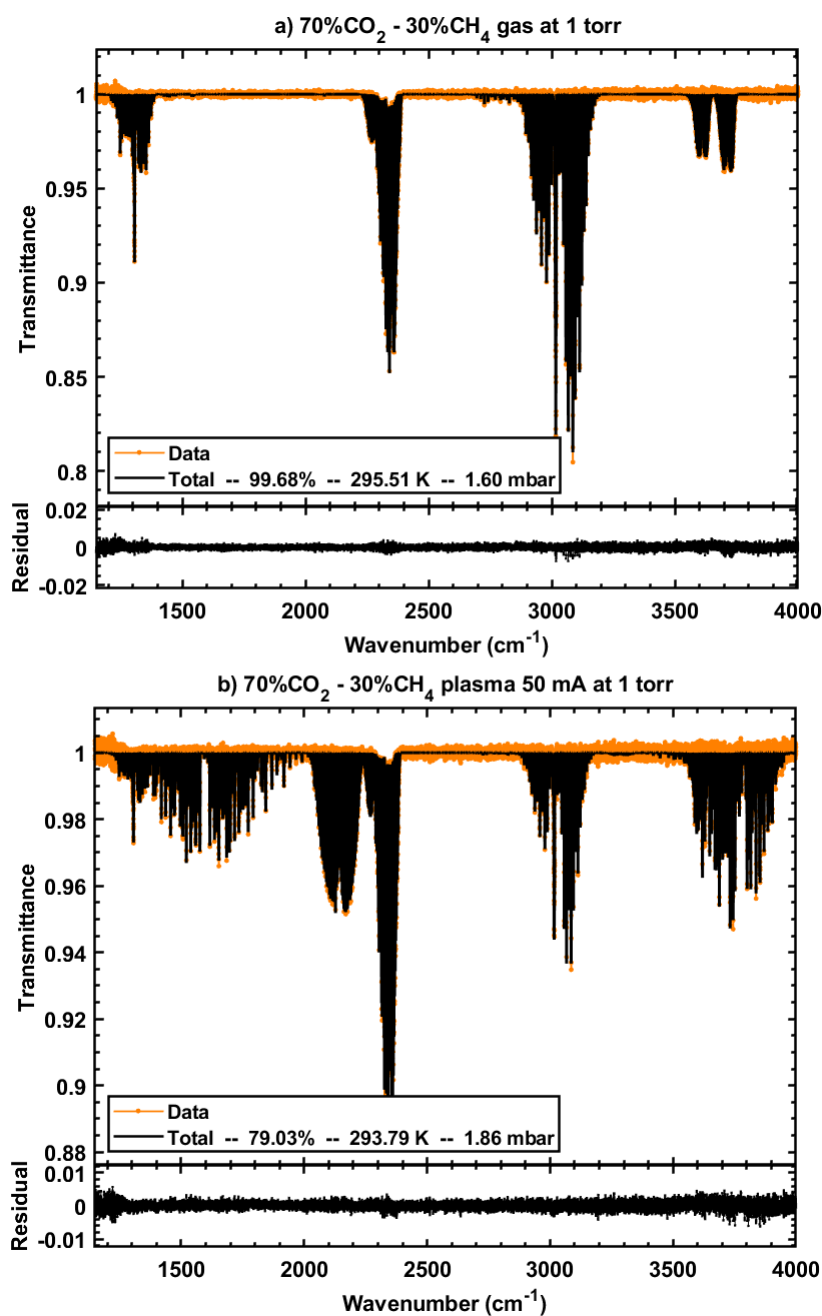 a) 70%CO2 - 30%CH4 gas at 1 torr
1
0.95
0.9
0.85
0.8
Transmittance
Data
Total -- 99.68% -- 295.51 K -- 1.60 mbar
0.02
0
-0.02
Residual
1500 2000 2500 3000 3500 4000
Wavenumber (cm-1)
b) 70%CO2 - 30%CH4 plasma 50 mA at 1 torr
1
0.98
0.96
0.94
0.92
0.9
0.88
Transmittance
Data
Total -- 79.03% -- 293.79 K -- 1.86 mbar
0.01
0
-0.01
Residual
1500 2000 2500 3000 3500 4000
Wavenumber (cm-1)